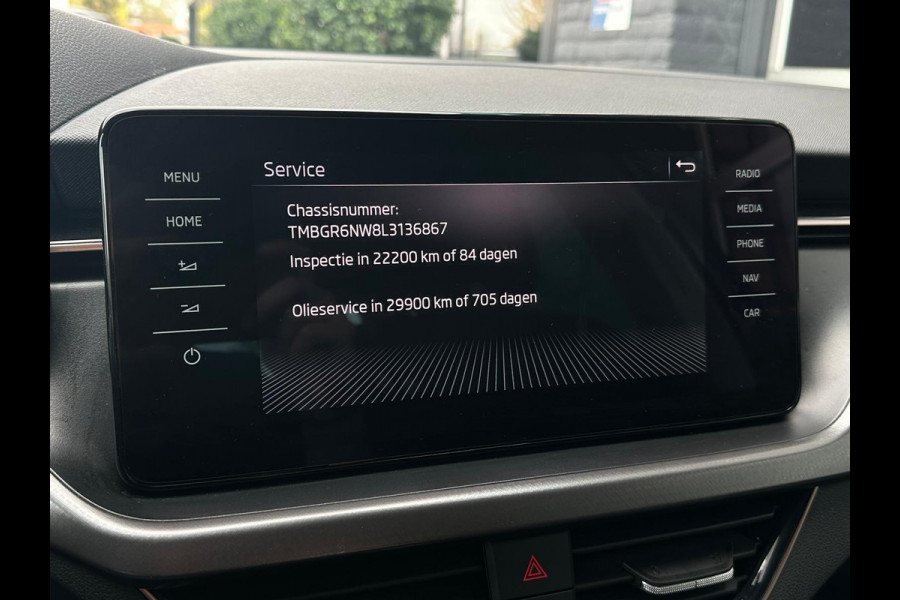 Service
Chassisnummer:
TMBGR6NW8L3136867
Inspectie in 22200 km of 84 dagen
Olieservice in 29900 km of 705 dagen
MENU
HOME
RADIO
MEDIA
PHONE
NAV
CAR